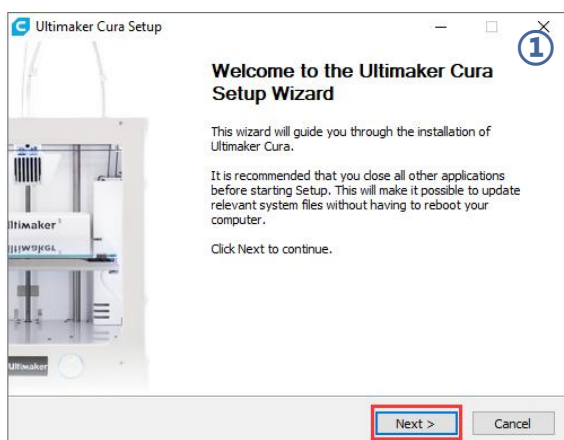 Ultimaker Cura Setup
①
Welcome to the Ultimaker Cura
Setup Wizard
This wizard will guide you through the installation of
Ultimaker Cura.
It is recommended that you close all other applications
before starting Setup. This will make it possible to update
relevant system files without having to reboot your
computer.
Click Next to continue.
Ultimaker
Next >
Cancel